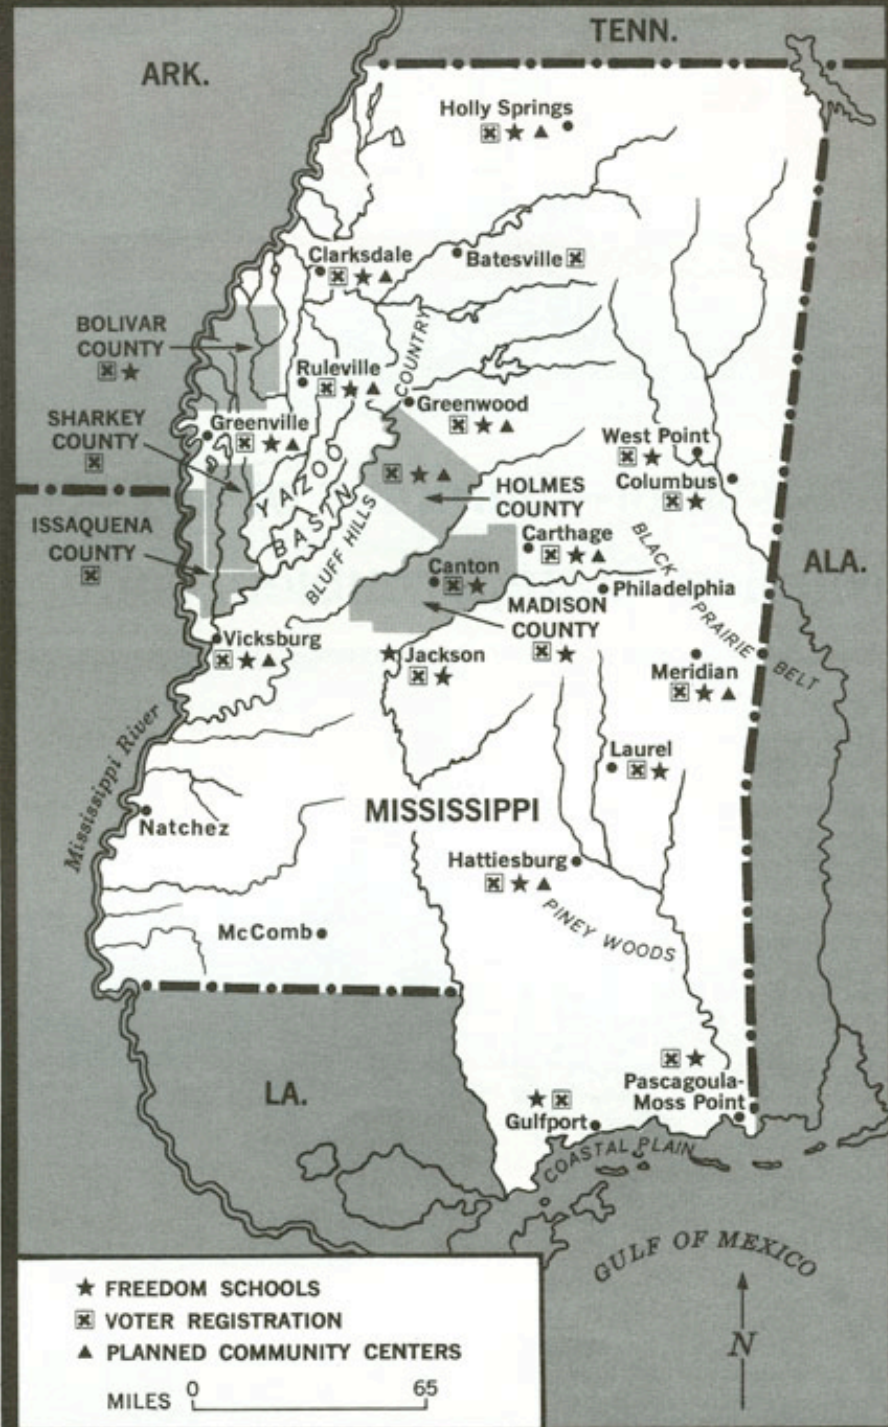 TENN.
ARK.
Holly Springs
Clarksdale
Batesville
BOLIVAR
COUNTY
COUNTRY
Ruleville
Greenwood
SHARKEY
COUNTY
Greenville
West Point
Columbus
YAZOO
BASIN
HOLMES
COUNTY
ISSAQUENA
COUNTY
BLUFF HILLS
Carthage
BLACK
PRAIRIE
BELT
ALA.
Canton
Philadelphia
MADISON
COUNTY
Vicksburg
Jackson
Meridian
Mississippi River
Laurel
MISSISSIPPI
Natchez
Hattiesburg
McComb
PINEY WOODS
LA.
Pascagoula-
Moss Point
Gulfport
COASTAL PLAIN
GULF OF MEXICO
FREEDOM SCHOOLS
VOTER REGISTRATION
PLANNED COMMUNITY CENTERS
MILES 0 65
N